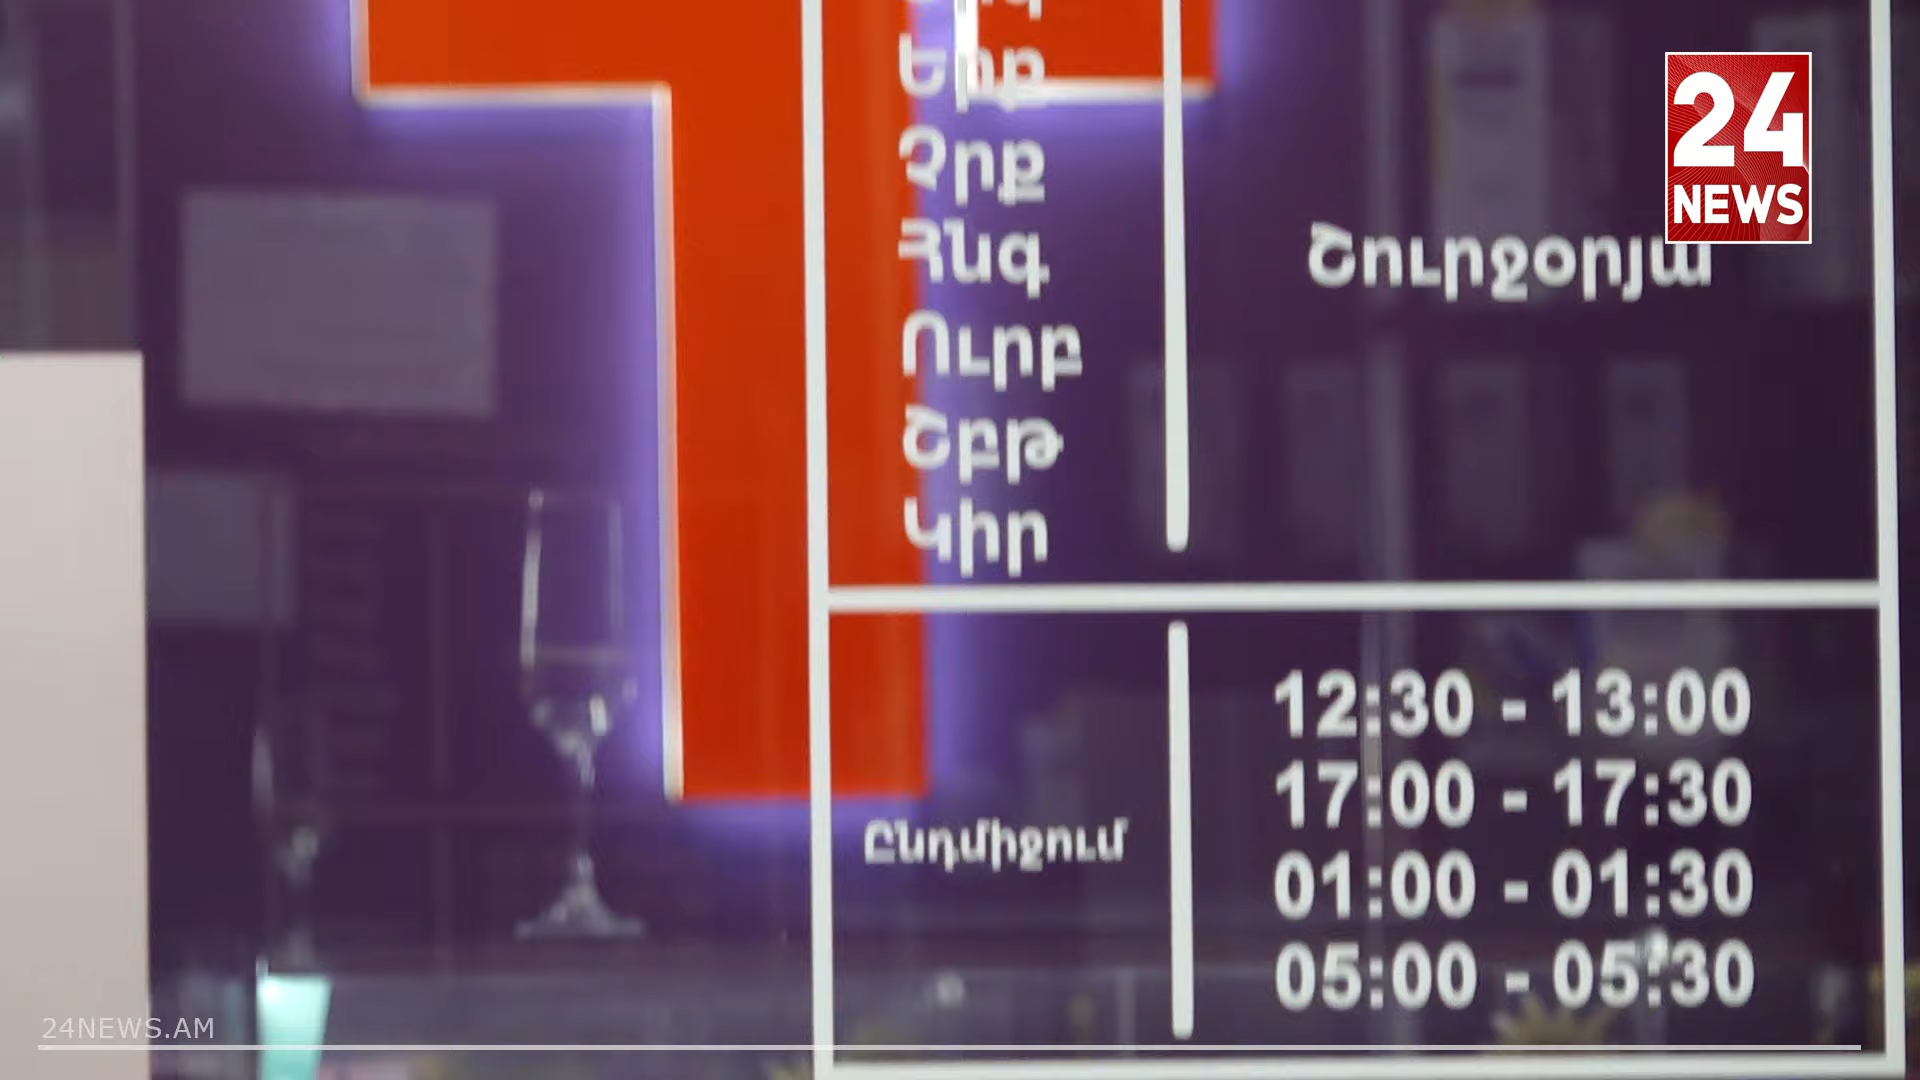 Երք
Չրք
Հնգ
Ուրբ
Շբթ
Կիր
Շուրջօրյա
Ընդմիջում
12:30 - 13:00
17:00 - 17:30
01:00 - 01:30
05:00 - 05:30
24
NEWS
24NEWS.AM